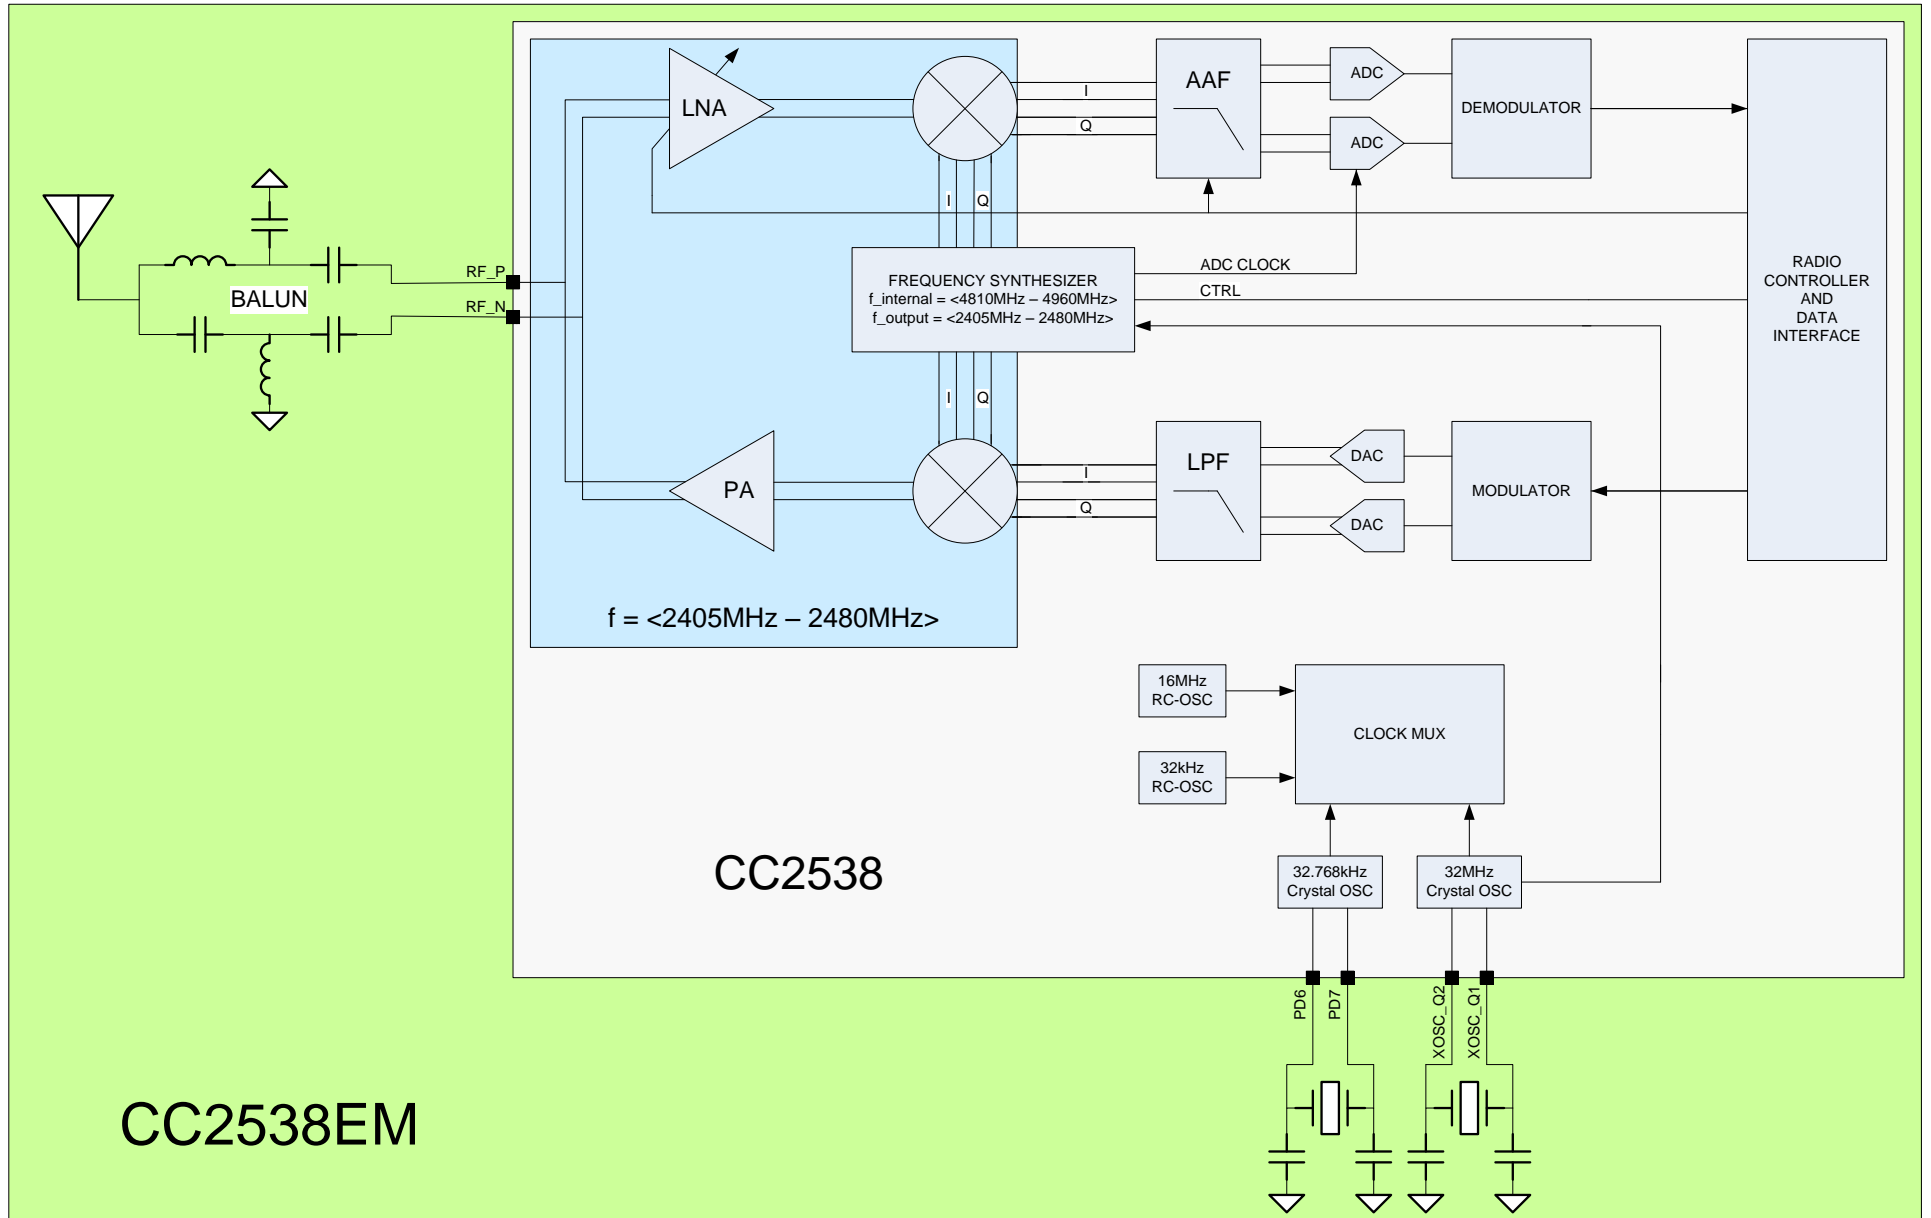 LNA
I
Q
AAF
ADC
ADC
DEMODULATOR
I
Q
RF_P
RF_N
BALUN
FREQUENCY SYNTHESIZER
f_internal = <4810MHz – 4960MHz>
f_output = <2405MHz – 2480MHz>
ADC CLOCK
CTRL
RADIO
CONTROLLER
AND
DATA
INTERFACE
I
Q
PA
I
Q
LPF
DAC
DAC
MODULATOR
f = <2405MHz – 2480MHz>
16MHz
RC-OSC
32kHz
RC-OSC
CLOCK MUX
32.768kHz
Crystal OSC
32MHz
Crystal OSC
CC2538
PD6
PD7
XOSC_Q2
XOSC_Q1
CC2538EM